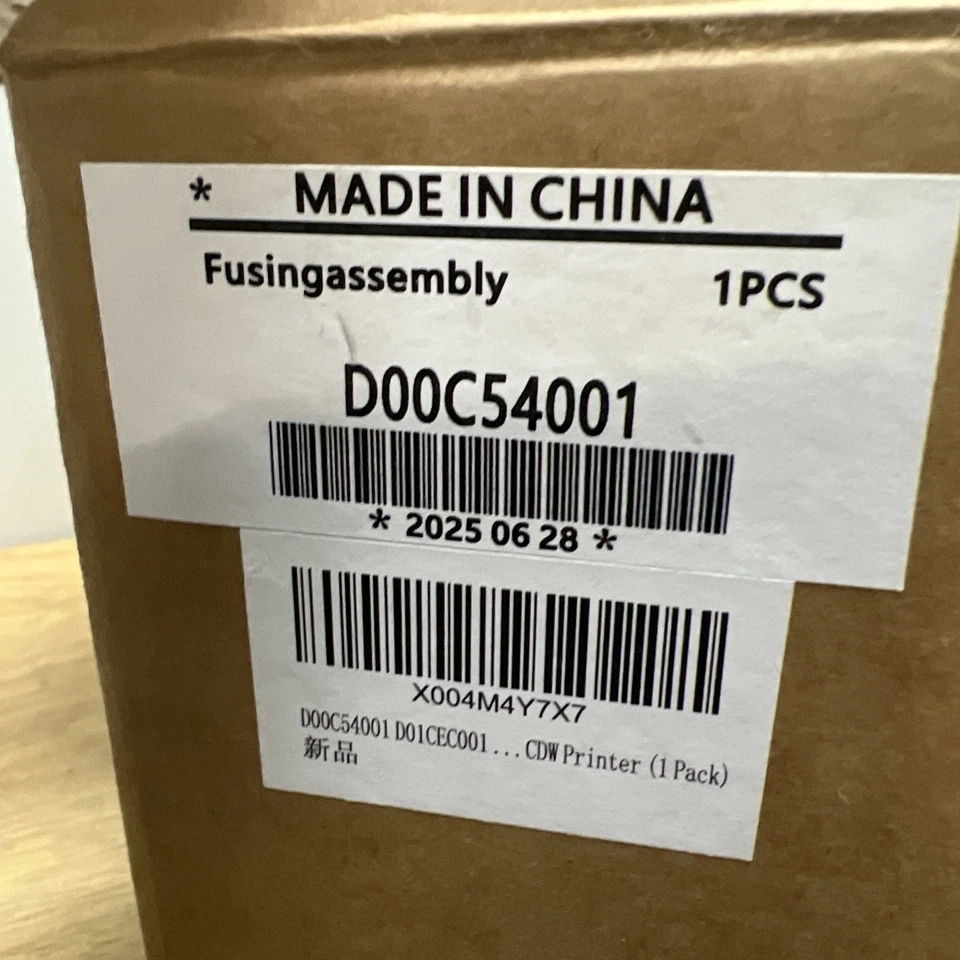 * MADE IN CHINA
Fusingassembly 1PCS
D00C54001
* 2025 06 28 *
X004M4Y7X7
D00C54001 D01CEC001 ... CDW Printer (1 Pack)
新品